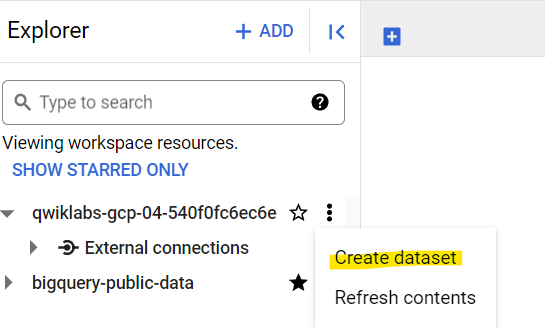 Explorer
+ ADD
Type to search
Viewing workspace resources.
SHOW STARRED ONLY
qwiklabs-gcp-04-540f0fc6ec6e
External connections
bigquery-public-data
Create dataset
Refresh contents